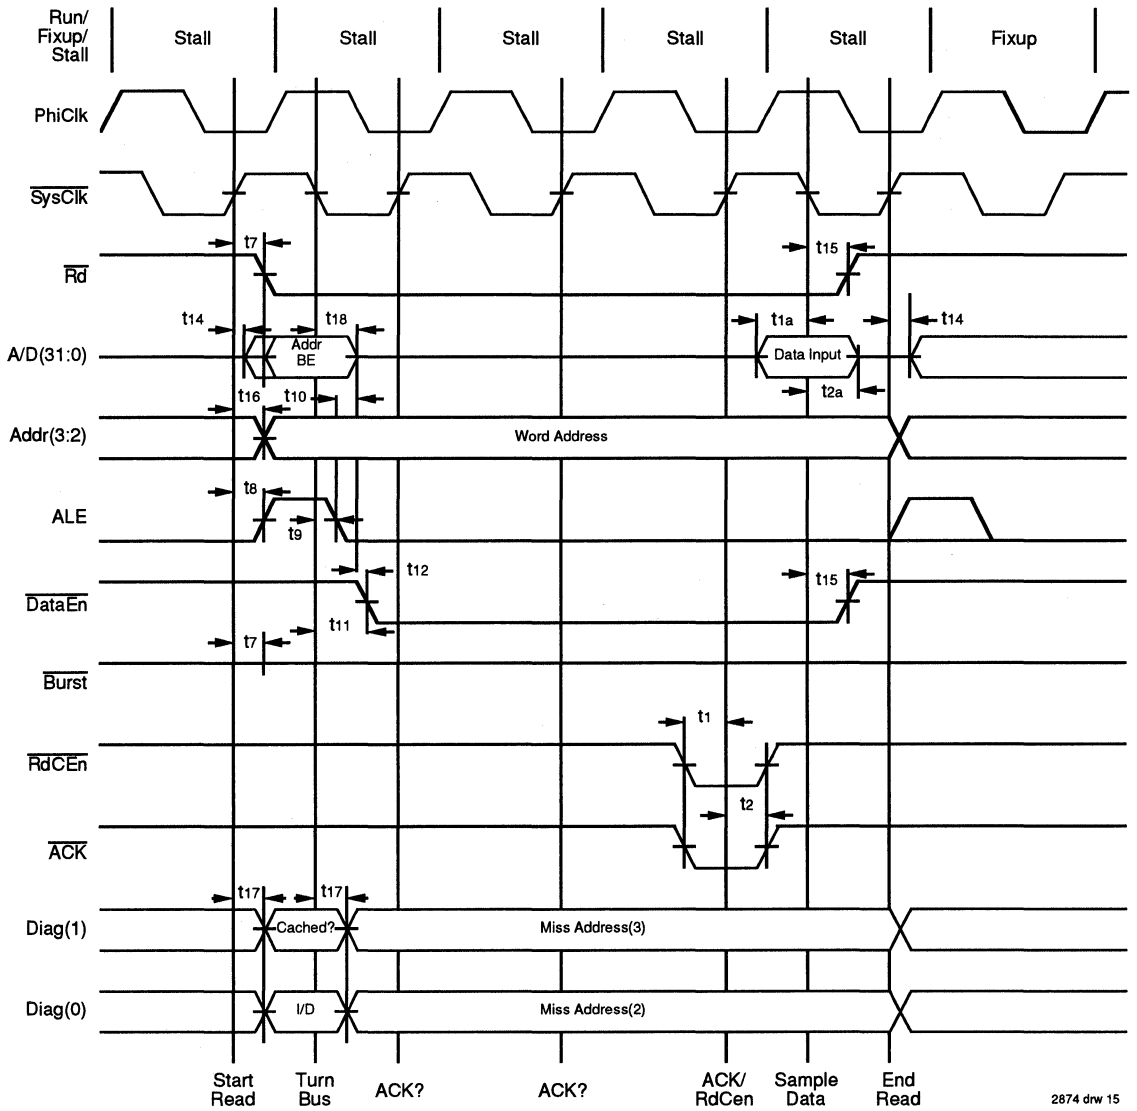 Run/
Fixup/
Stall
Stall
Stall
Stall
Stall
Stall
Fixup
PhiClk
SysClk
t7
t15
Rd
t14
t18
t1a
t14
A/D(31:0)
Addr
BE
Data Input
t16
t10
t2a
Addr(3:2)
Word Address
t8
ALE
t9
t12
t15
DataEn
t11
t7
Burst
t1
RdCEn
t2
ACK
t17
t17
Diag(1)
Cached?
Miss Address(3)
Diag(0)
I/D
Miss Address(2)
Start
Read
Turn
Bus
ACK?
ACK?
ACK/
RdCen
Sample
Data
End
Read
2874 drw 15